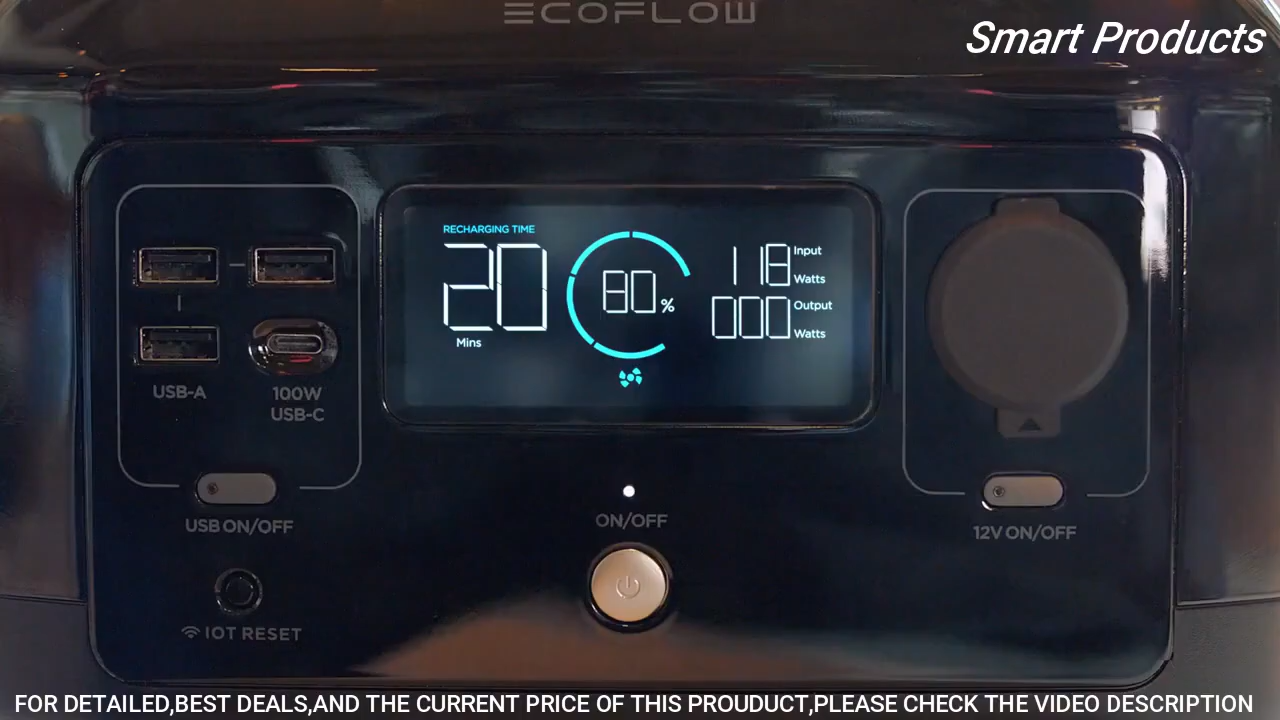 ECOFLOW
Smart Products
RECHARGING TIME
20
Mins
80%
118 Input
Watts
000 Output
Watts
USB-A
100W
USB-C
USB ON/OFF
IOT RESET
ON/OFF
12V ON/OFF
FOR DETAILED,BEST DEALS,AND THE CURRENT PRICE OF THIS PROUDUCT,PLEASE CHECK THE VIDEO DESCRIPTION